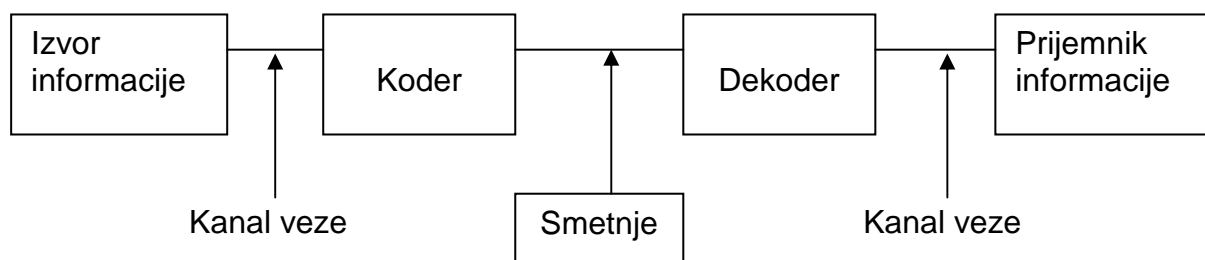 Izvor
informacije
Koder
Dekoder
Prijemnik
informacije
Kanal veze
Smetnje
Kanal veze